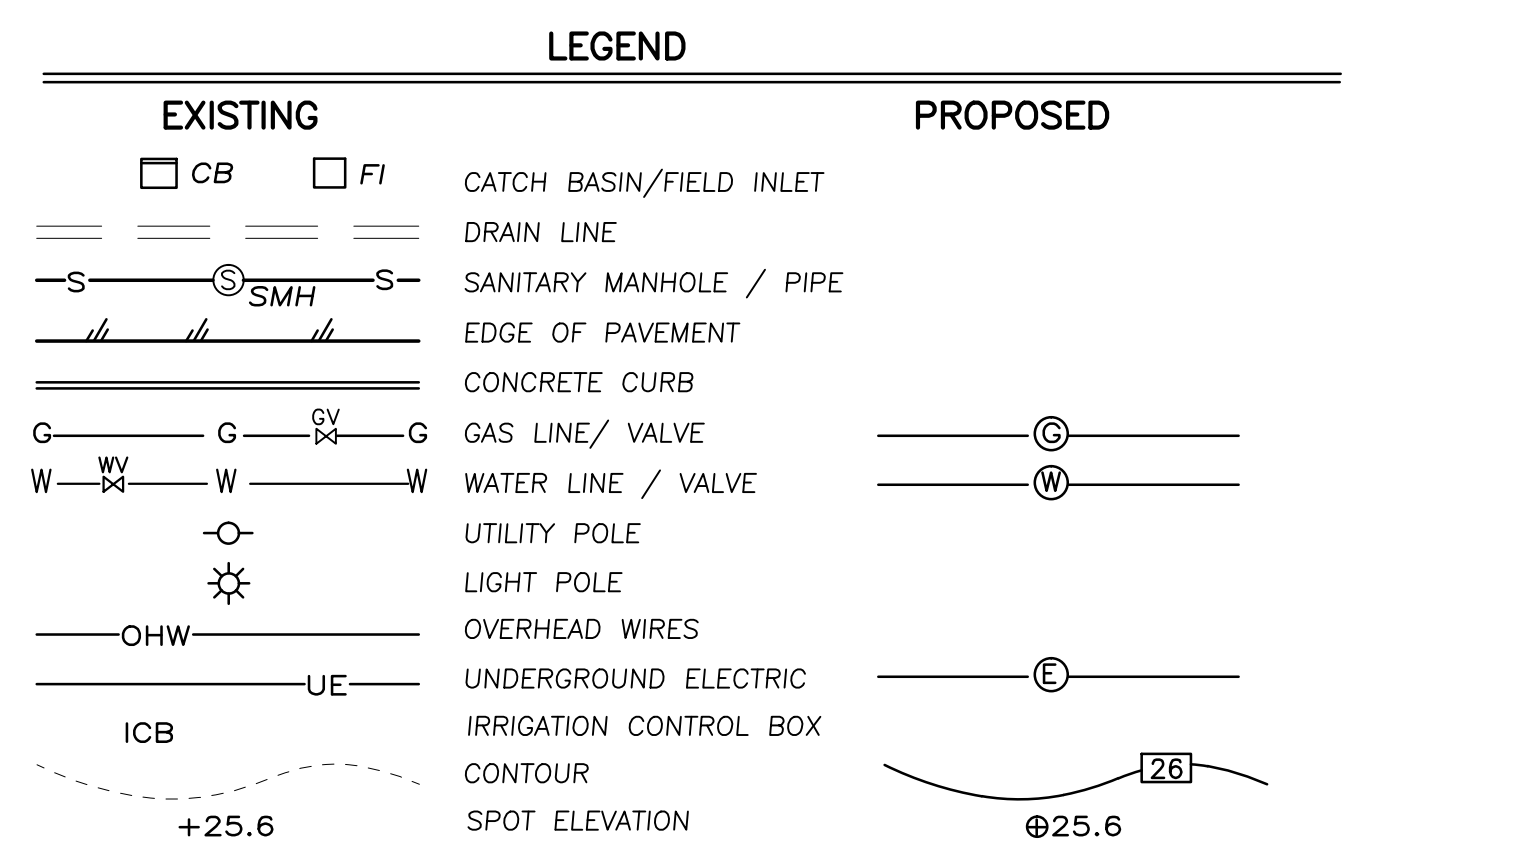 LEGEND
EXISTING PROPOSED
CB FI CATCH BASIN/FIELD INLET
DRAIN LINE
S S S SANITARY MANHOLE / PIPE
SMH
EDGE OF PAVEMENT
CONCRETE CURB
GV
G G G GAS LINE/ VALVE G
WV
W W W WATER LINE / VALVE W
UTILITY POLE
LIGHT POLE
OHW OVERHEAD WIRES
UE UNDERGROUND ELECTRIC E
ICB IRRIGATION CONTROL BOX
CONTOUR 26
+25.6 SPOT ELEVATION ⊕25.6